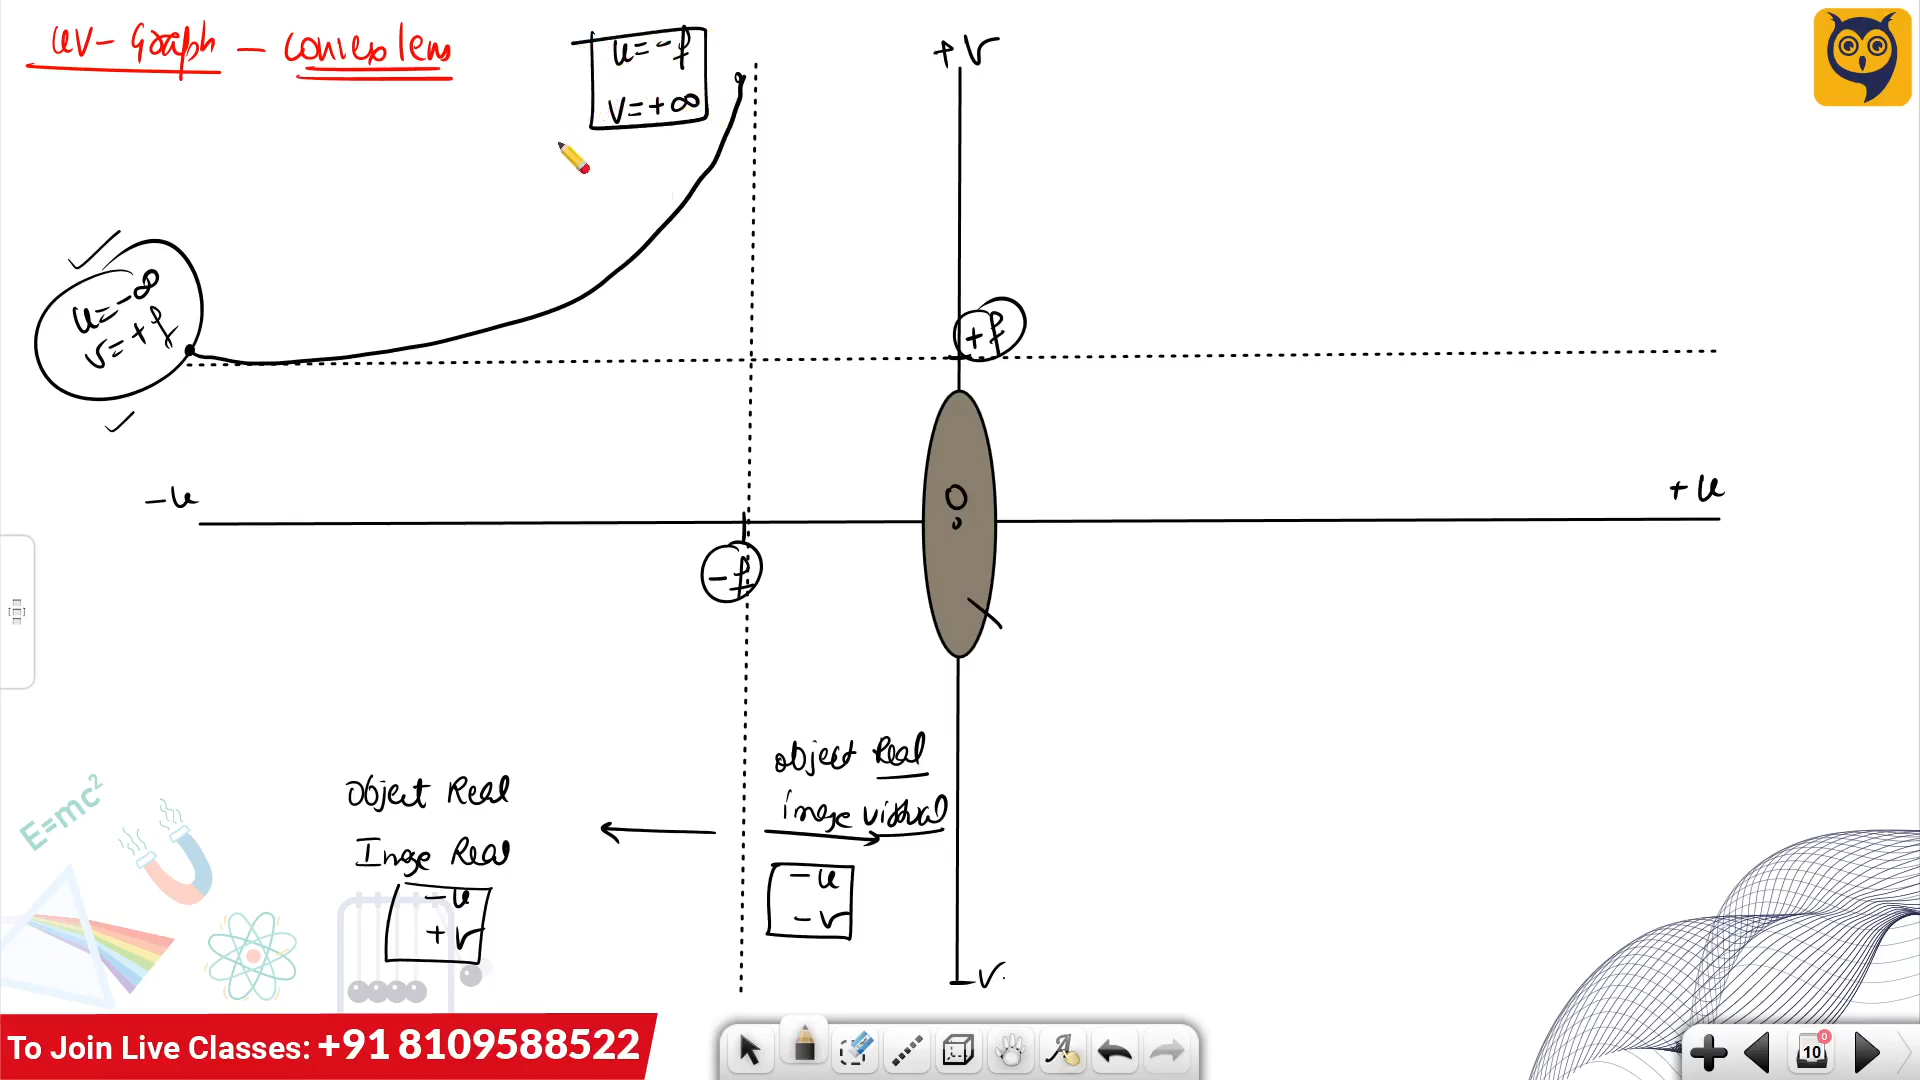 uv - Graph - Convex lens
u = -f
v = +∞
+v
u = -∞
v = +f
+f
-u
+u
O
-f
Object Real
Image Real
-u
+v
object Real
image virtual
-u
-v
-v
E=mc²
To Join Live Classes: +91 8109588522
10
0